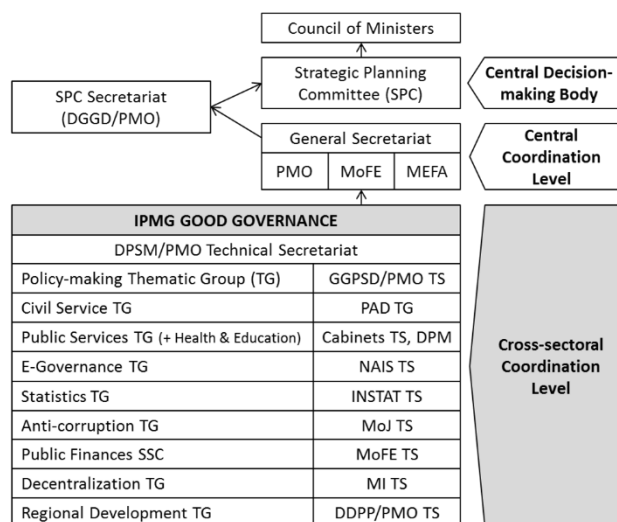 Council of Ministers
Strategic Planning
Committee (SPC)
Central Decision-
making Body
SPC Secretariat
(DGGD/PMO)
General Secretariat
PMO MoFE MEFA
Central
Coordination
Level
IPMG GOOD GOVERNANCE
DPSM/PMO Technical Secretariat
Policy-making Thematic Group (TG) GGPSD/PMO TS
Civil Service TG PAD TG
Public Services TG (+ Health & Education) Cabinets TS, DPM
E-Governance TG NAIS TS
Statistics TG INSTAT TS
Anti-corruption TG MoJ TS
Public Finances SSC MoFE TS
Decentralization TG MI TS
Regional Development TG DDPP/PMO TS
Cross-sectoral
Coordination
Level